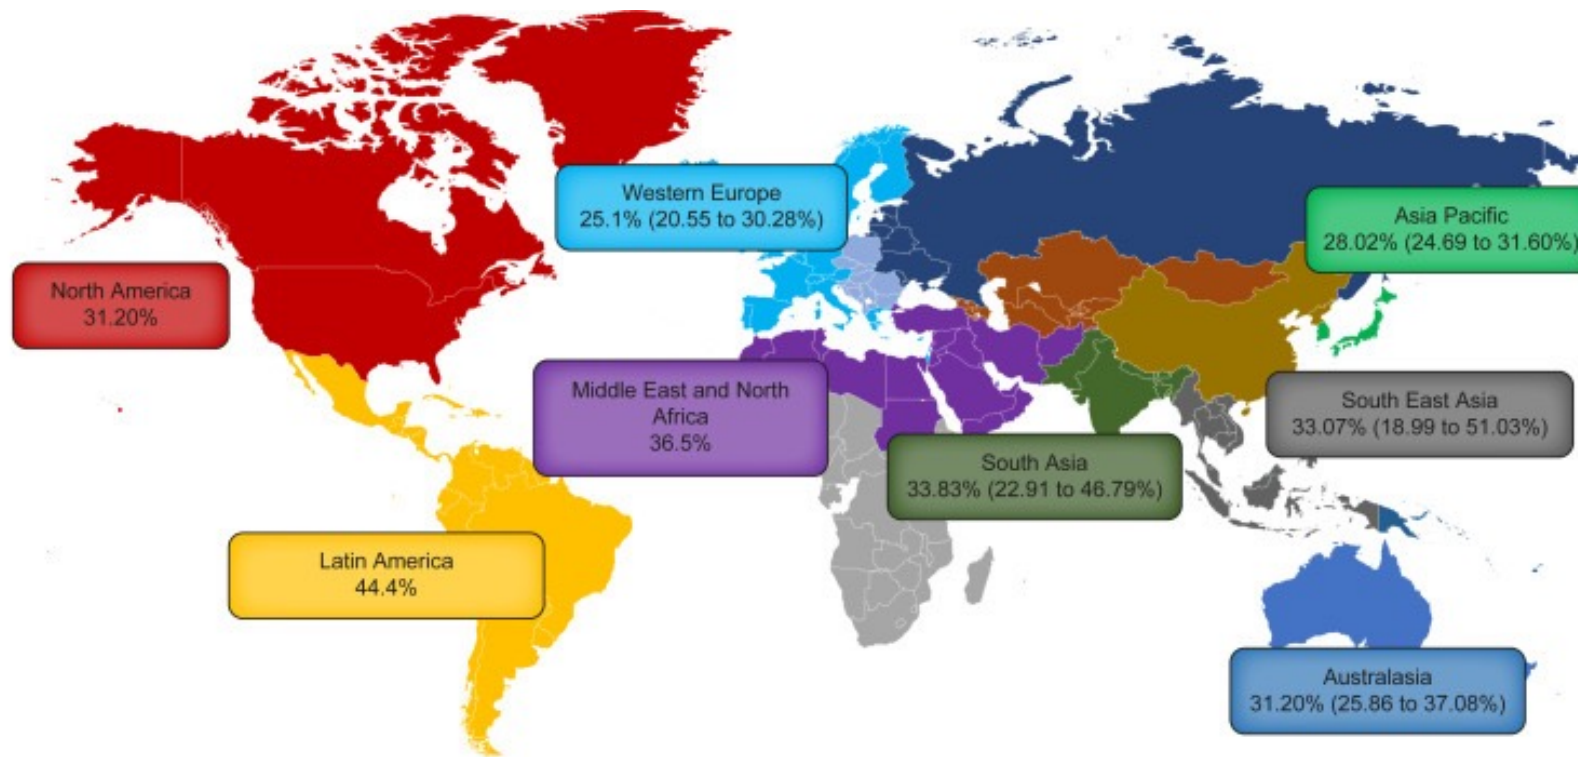 Western Europe
25.1% (20.55 to 30.28%)
Asia Pacific
28.02% (24.69 to 31.60%)
North America
31.20%
Middle East and North
Africa
36.5%
South East Asia
33.07% (18.99 to 51.03%)
South Asia
33.83% (22.91 to 46.79%)
Latin America
44.4%
Australasia
31.20% (25.86 to 37.08%)